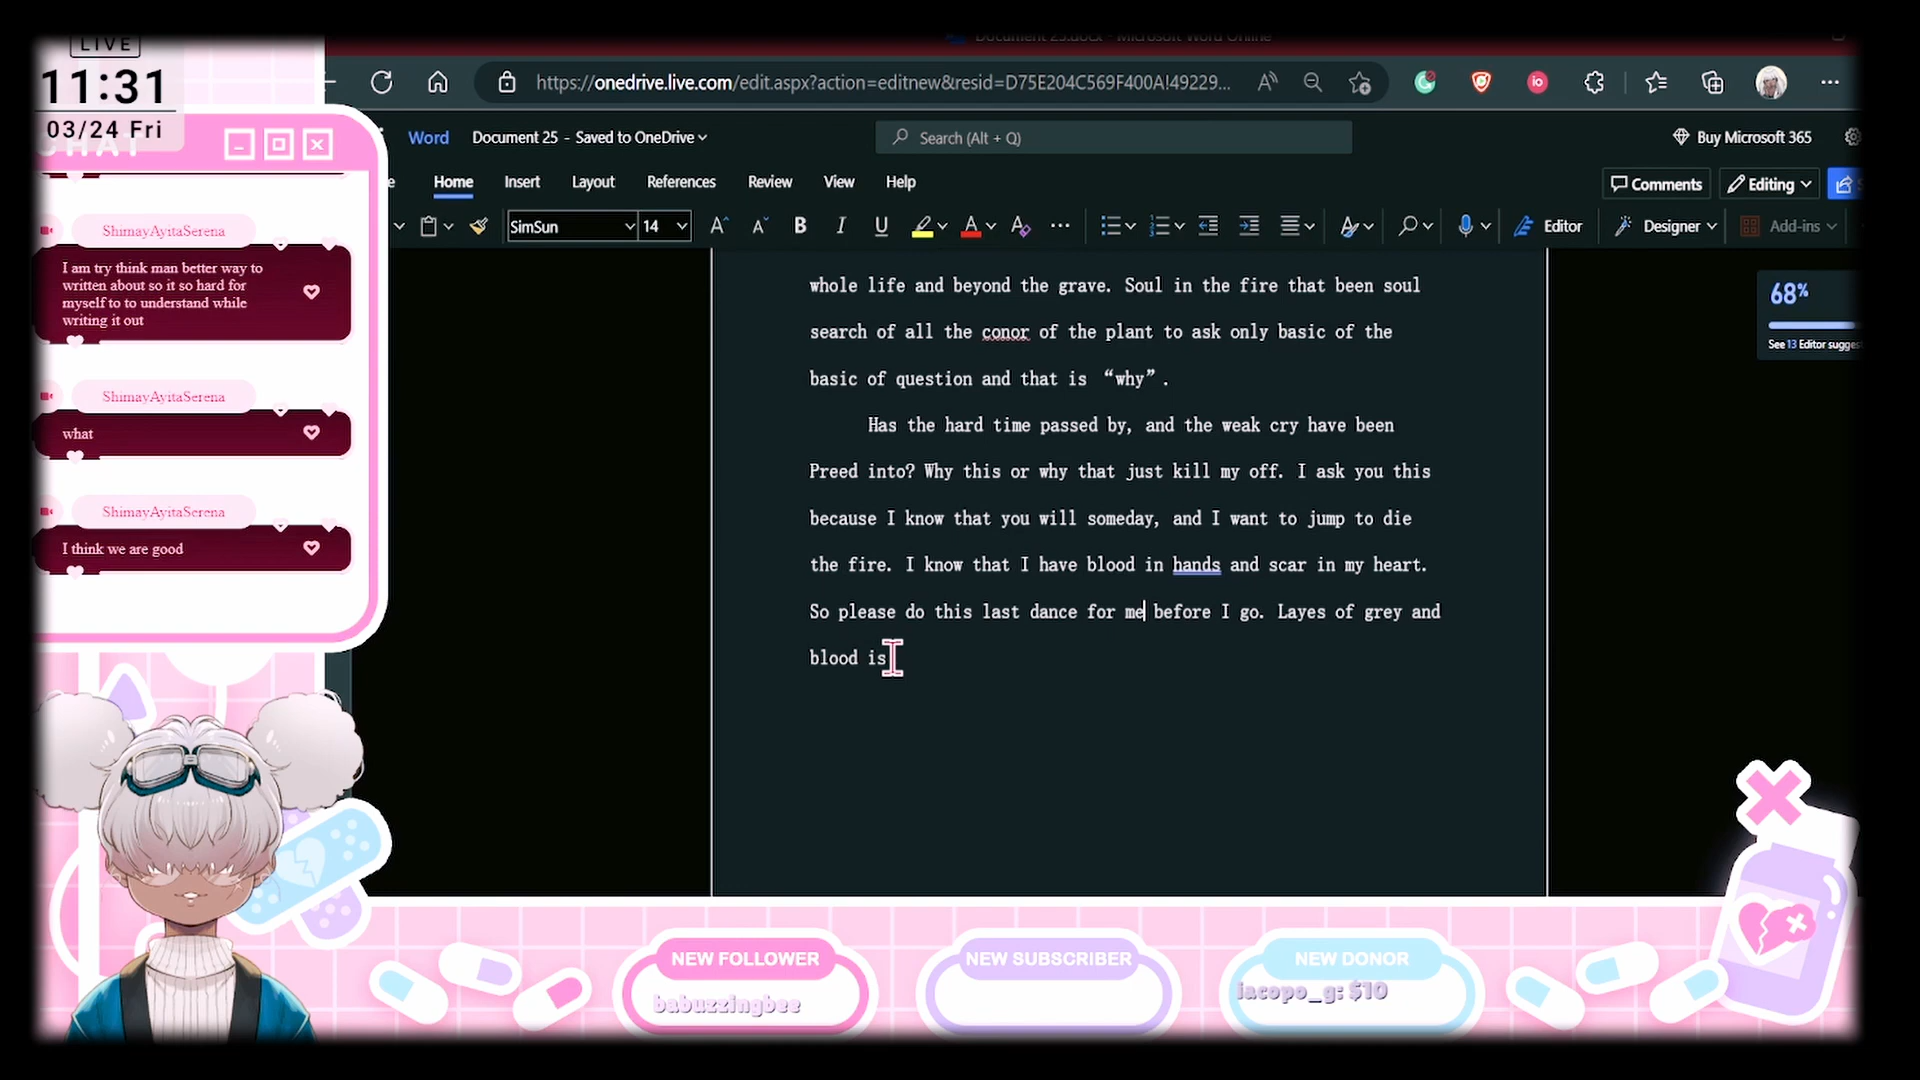 Document 25.docx - Microsoft Word Online
LIVE
11:31
03/24 Fri
CHAT
https://onedrive.live.com/edit.aspx?action=editnew&resid=D75E204C569F400A!49229...
Word
Document 25 - Saved to OneDrive
Search (Alt + Q)
Buy Microsoft 365
Home
Insert
Layout
References
Review
View
Help
Comments
Editing
SimSun
14
B
I
U
Editor
Designer
Add-ins
ShimayAyitaSerena
I am try think man better way to
written about so it so hard for
myself to to understand while
writing it out
ShimayAyitaSerena
what
ShimayAyitaSerena
I think we are good
whole life and beyond the grave. Soul in the fire that been soul
search of all the conor of the plant to ask only basic of the
basic of question and that is “why”.
Has the hard time passed by, and the weak cry have been
Preed into? Why this or why that just kill my off. I ask you this
because I know that you will someday, and I want to jump to die
the fire. I know that I have blood in hands and scar in my heart.
So please do this last dance for me before I go. Layes of grey and
blood is
68%
See 13 Editor sugges
NEW FOLLOWER
babuzzingbee
NEW SUBSCRIBER
NEW DONOR
iacopo_g: $10